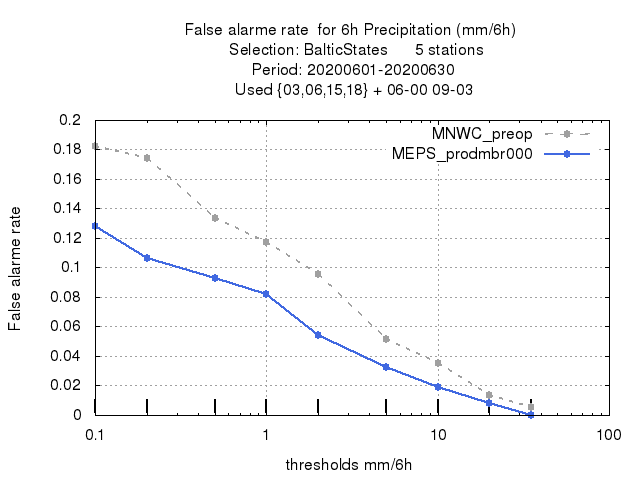 False alarme rate  for 6h Precipitation (mm/6h)
Selection: BalticStates      5 stations
Period: 20200601-20200630
Used {03,06,15,18} + 06-00 09-03
MNWC_preop
MEPS_prodmbr000
0.2
0.18
0.16
0.14
0.12
0.1
0.08
0.06
0.04
0.02
0
False alarme rate
0.1 1 10 100
thresholds mm/6h